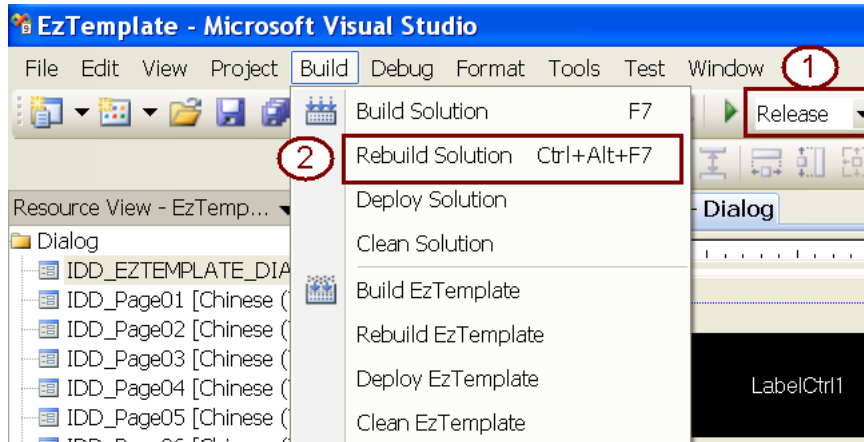 EzTemplate - Microsoft Visual Studio
File Edit View Project Build Debug Format Tools Test Window 1
Build Solution F7 Release
2 Rebuild Solution Ctrl+Alt+F7
Resource View - EzTemp... Deploy Solution - Dialog
Dialog Clean Solution
IDD_EZTEMPLATE_DIA
IDD_Page01 [Chinese ( Build EzTemplate
IDD_Page02 [Chinese ( Rebuild EzTemplate
IDD_Page03 [Chinese (
IDD_Page04 [Chinese ( Deploy EzTemplate LabelCtrl1
IDD_Page05 [Chinese ( Clean EzTemplate